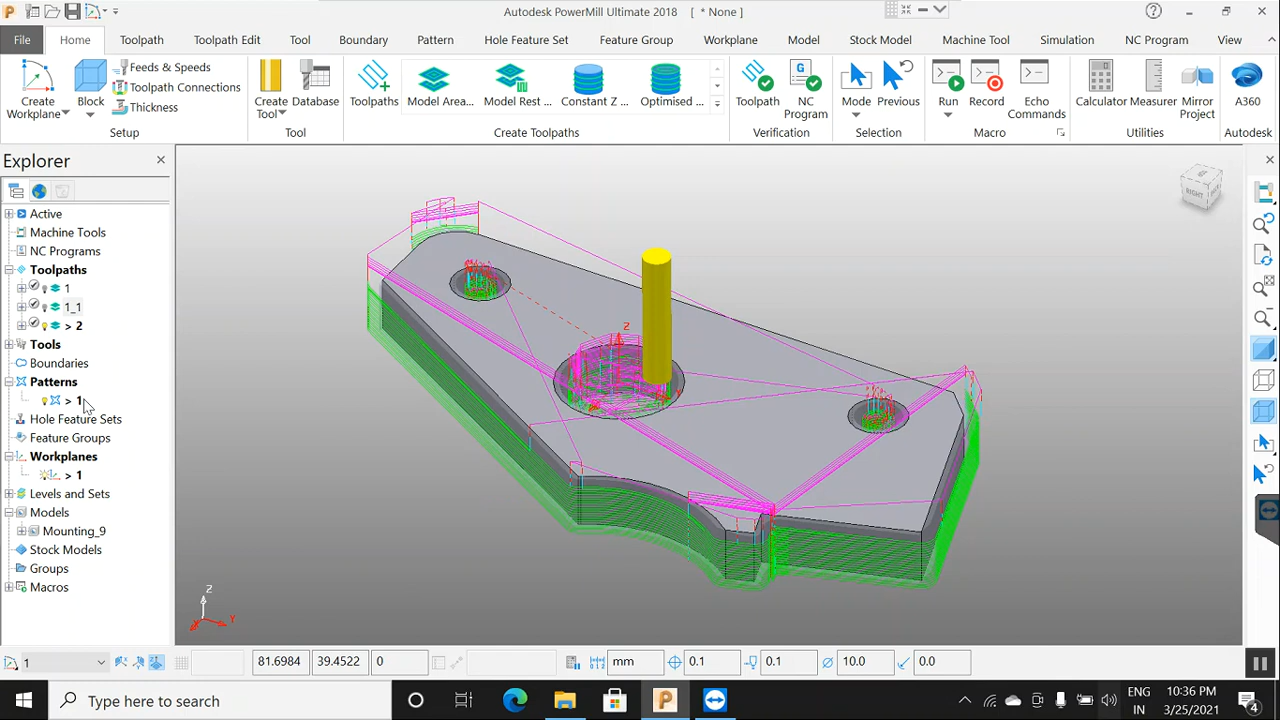 Autodesk PowerMill Ultimate 2018 [ * None ]
File Home Toolpath Toolpath Edit Tool Boundary Pattern Hole Feature Set Feature Group Workplane Model Stock Model Machine Tool Simulation NC Program View
Create Workplane
Block
Feeds & Speeds
Toolpath Connections
Thickness
Create Tool
Database
Toolpaths
Model Area...
Model Rest ...
Constant Z ...
Optimised ...
Toolpath
NC Program
Mode
Previous
Run
Record
Echo Commands
Calculator
Measurer
Mirror Project
A360
Setup Tool Create Toolpaths Verification Selection Macro Utilities Autodesk
Explorer
Active
Machine Tools
NC Programs
Toolpaths
1
1_1
> 2
Tools
Boundaries
Patterns
> 1
Hole Feature Sets
Feature Groups
Workplanes
> 1
Levels and Sets
Models
Mounting_9
Stock Models
Groups
Macros
RIGHT
Z
Z
Y
1 81.6984 39.4522 0 mm 0.1 0.1 10.0 0.0
Type here to search
ENG
IN
10:36 PM
3/25/2021
4